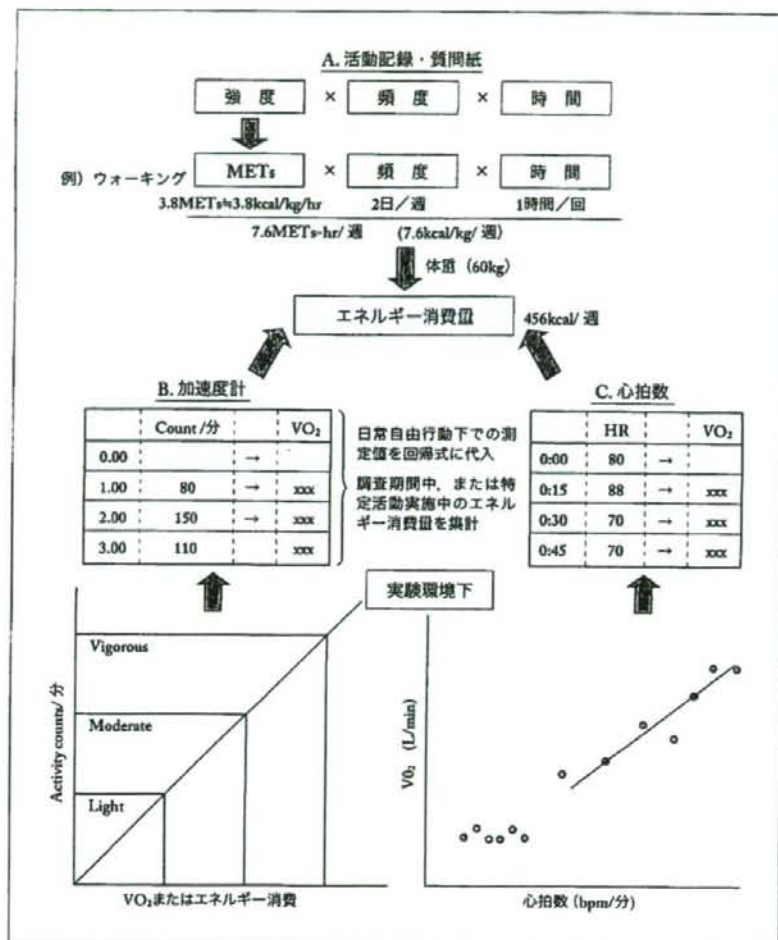 A. 活動記録・質問紙
強 度 × 頻 度 × 時 間
例）ウォーキング METs × 頻 度 × 時 間
3.8METs≒3.8kcal/kg/hr 2日／週 1時間／回
7.6METs-hr/ 週 (7.6kcal/kg/ 週)
体重（60kg）
エネルギー消費量 456kcal/ 週
B. 加速度計
Count /分 VO₂
0.00 →
1.00 80 → xxx
2.00 150 → xxx
3.00 110 xxx
日常自由行動下での測
定値を回帰式に代入
調査期間中，または特
定活動実施中のエネル
ギー消費量を集計
C. 心拍数
HR VO₂
0:00 80 →
0:15 88 → xxx
0:30 70 → xxx
0:45 70 → xxx
実験環境下
Vigorous
Moderate
Light
Activity counts/ 分
VO₂またはエネルギー消費
V0₂ (L/min)
心拍数 (bpm/分)